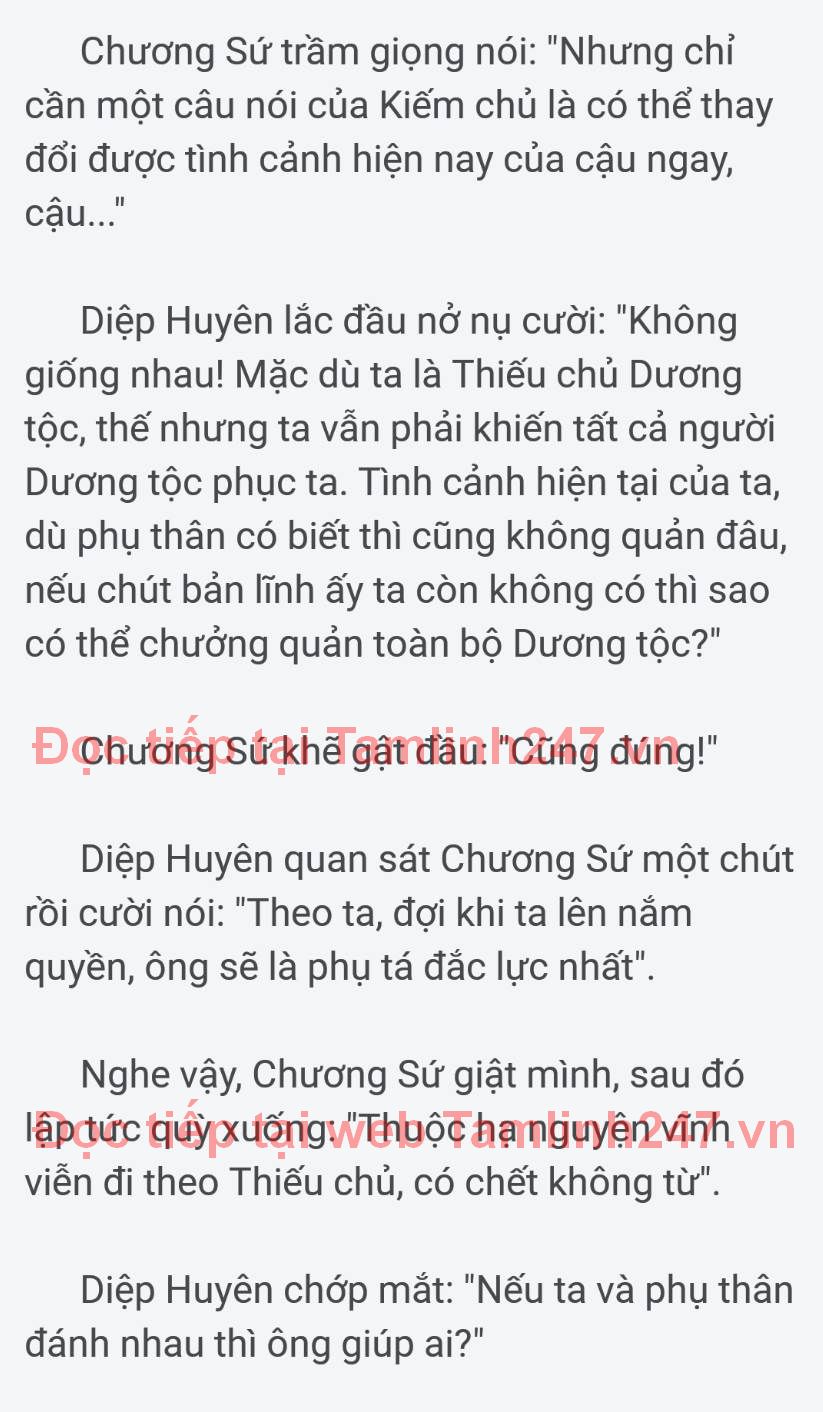 Chương Sứ trầm giọng nói: "Nhưng chỉ
cần một câu nói của Kiếm chủ là có thể thay
đổi được tình cảnh hiện nay của cậu ngay,
cậu..."
Diệp Huyên lắc đầu nở nụ cười: "Không
giống nhau! Mặc dù ta là Thiếu chủ Dương
tộc, thế nhưng ta vẫn phải khiến tất cả người
Dương tộc phục ta. Tình cảnh hiện tại của ta,
dù phụ thân có biết thì cũng không quản đâu,
nếu chút bản lĩnh ấy ta còn không có thì sao
có thể chưởng quản toàn bộ Dương tộc?"
Đọc tiếp tại Tamlinh247.vn
Chương Sứ khẽ gật đầu: "Cũng đúng!"
Diệp Huyên quan sát Chương Sứ một chút
rồi cười nói: "Theo ta, đợi khi ta lên nắm
quyền, ông sẽ là phụ tá đắc lực nhất".
Nghe vậy, Chương Sứ giật mình, sau đó
lập tức quỳ xuống: "Thuộc hạ nguyện vĩnh
Đọc tiếp tại web Tamlinh247.vn
viễn đi theo Thiếu chủ, có chết không từ".
Diệp Huyên chớp mắt: "Nếu ta và phụ thân
đánh nhau thì ông giúp ai?"